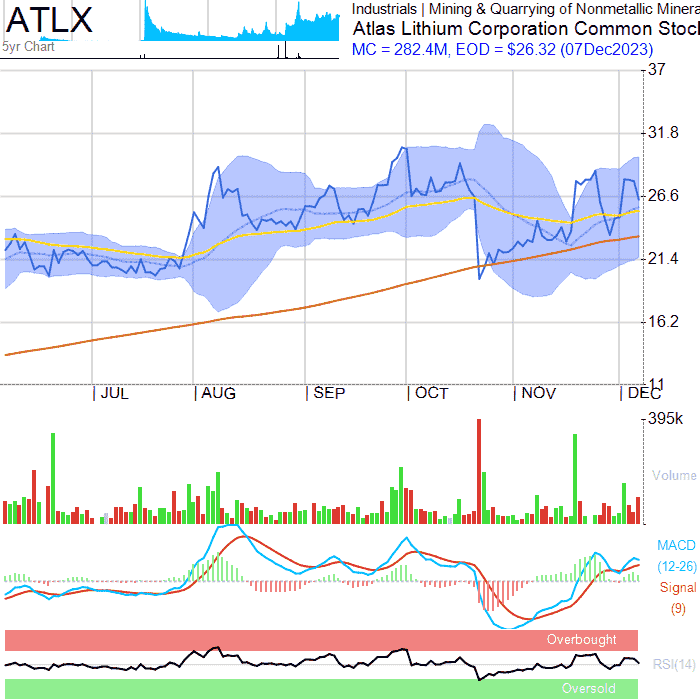 ATLX
5yr Chart
Industrials | Mining & Quarrying of Nonmetallic Minera
Atlas Lithium Corporation Common Stock
MC = 282.4M, EOD = $26.32 (07Dec2023)
37
31.8
26.6
21.4
16.2
11
JUL AUG SEP OCT NOV DEC
395k
Volume
MACD
(12-26)
Signal
(9)
Overbought
RSI(14)
Oversold